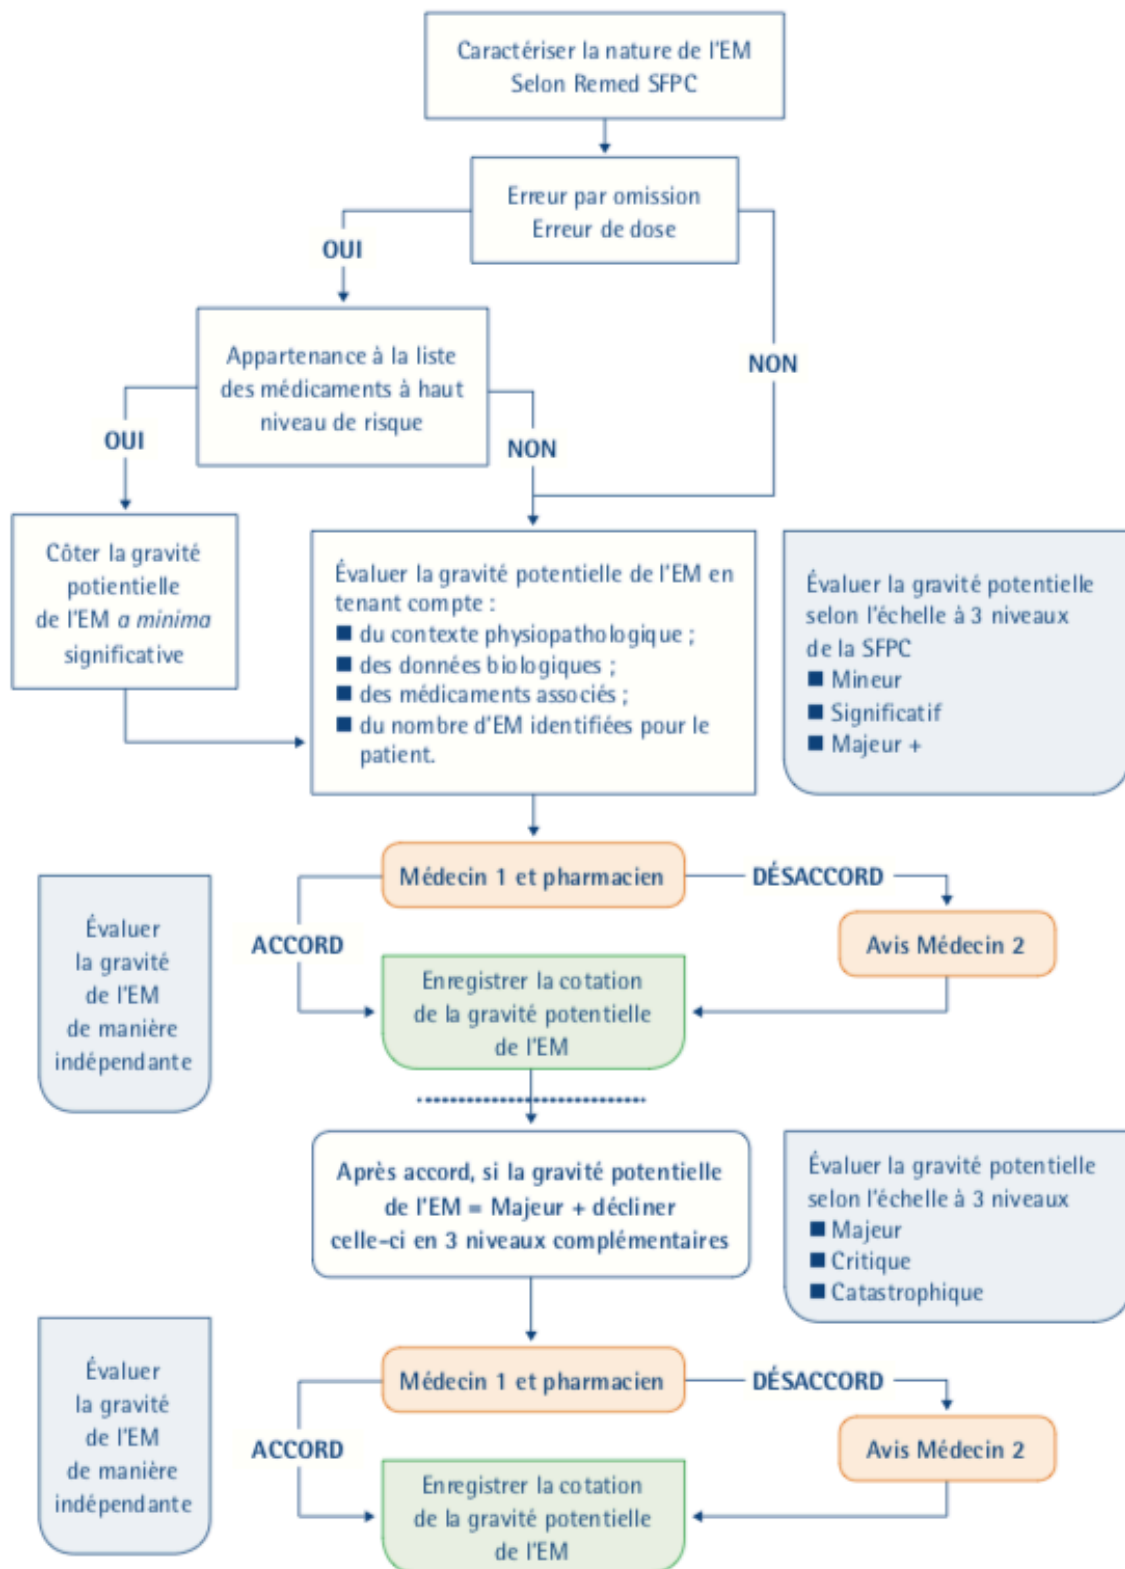 Caractériser la nature de l'EM
Selon Remed SFPC
Erreur par omission
Erreur de dose
OUI
NON
Appartenance à la liste
des médicaments à haut
niveau de risque
OUI
NON
Côter la gravité
potientielle
de l'EM a minima
significative
Évaluer la gravité potentielle de l'EM en
tenant compte :
■ du contexte physiopathologique ;
■ des données biologiques ;
■ des médicaments associés ;
■ du nombre d'EM identifiées pour le
patient.
Évaluer la gravité potentielle
selon l'échelle à 3 niveaux
de la SFPC
■ Mineur
■ Significatif
■ Majeur +
Médecin 1 et pharmacien
DÉSACCORD
Évaluer
la gravité
de l'EM
de manière
indépendante
ACCORD
Avis Médecin 2
Enregistrer la cotation
de la gravité potentielle
de l'EM
Après accord, si la gravité potentielle
de l'EM = Majeur + décliner
celle-ci en 3 niveaux complémentaires
Évaluer la gravité potentielle
selon l'échelle à 3 niveaux
■ Majeur
■ Critique
■ Catastrophique
Médecin 1 et pharmacien
DÉSACCORD
Évaluer
la gravité
de l'EM
de manière
indépendante
ACCORD
Avis Médecin 2
Enregistrer la cotation
de la gravité potentielle
de l'EM